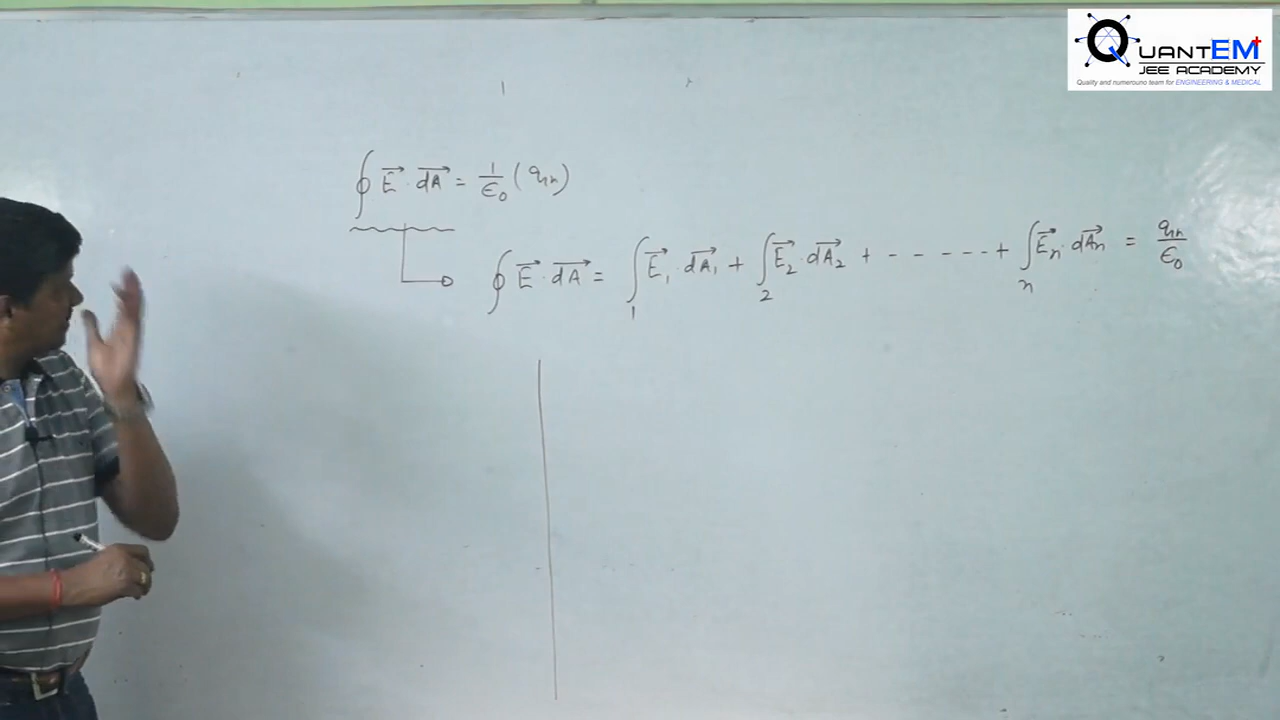 QUANTEM+
JEE ACADEMY
Quality and numerouno team for ENGINEERING & MEDICAL
∮ E⃗ · dA⃗ = 1/ϵ₀ (qᵢₙ)
∮ E⃗ · dA⃗ = ∫₁ E⃗₁ · dA⃗₁ + ∫₂ E⃗₂ · dA⃗₂ + - - - - - + ∫ₙ E⃗ₙ · dA⃗ₙ = qᵢₙ/ϵ₀